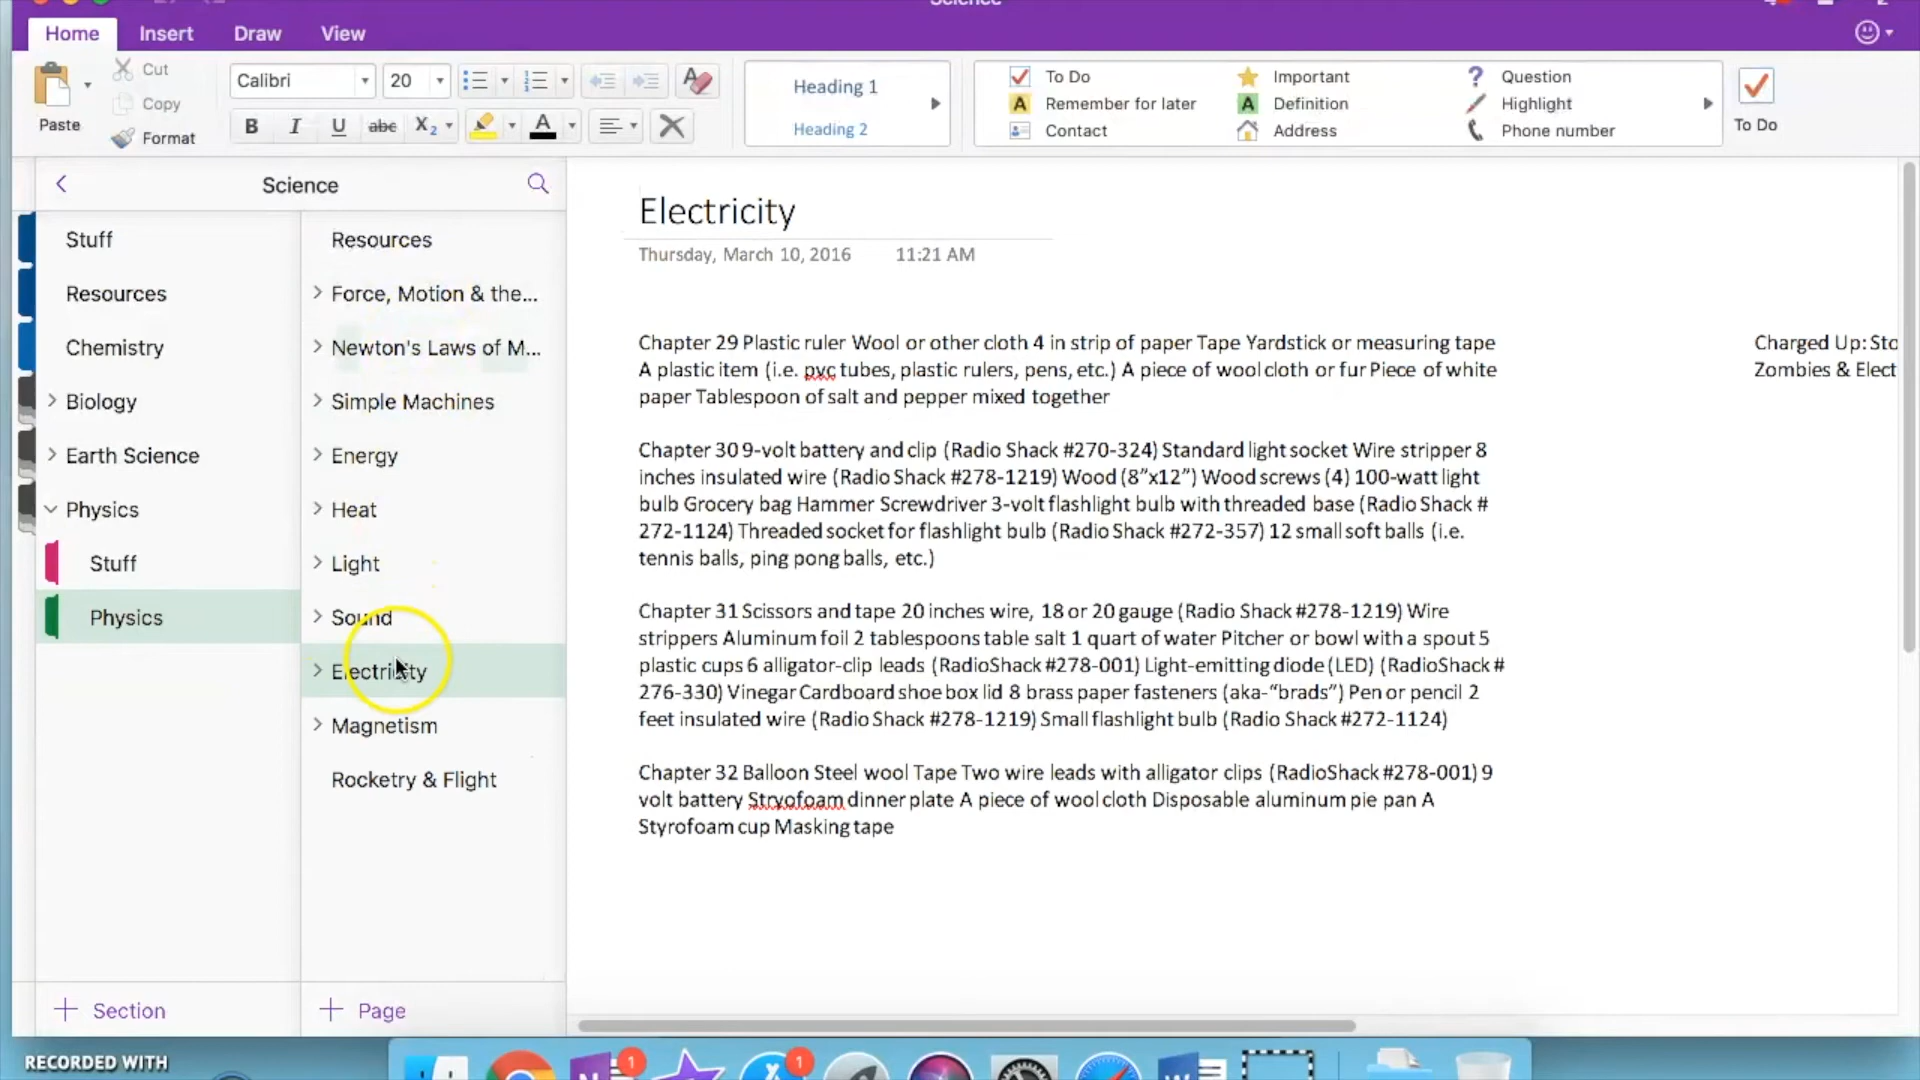 Science
Home Insert Draw View
Paste
Cut
Copy
Format
Calibri 20
B I U abc X2 A
Heading 1
Heading 2
To Do Important Question
Remember for later Definition Highlight
Contact Address Phone number
To Do
Science
Stuff
Resources
Chemistry
Biology
Earth Science
Physics
Stuff
Physics
+ Section
Resources
Force, Motion & the...
Newton's Laws of M...
Simple Machines
Energy
Heat
Light
Sound
Electricity
Magnetism
Rocketry & Flight
+ Page
Electricity
Thursday, March 10, 2016 11:21 AM
Chapter 29 Plastic ruler Wool or other cloth 4 in strip of paper Tape Yardstick or measuring tape
A plastic item (i.e. pvc tubes, plastic rulers, pens, etc.) A piece of wool cloth or fur Piece of white
paper Tablespoon of salt and pepper mixed together
Chapter 30 9-volt battery and clip (Radio Shack #270-324) Standard light socket Wire stripper 8
inches insulated wire (Radio Shack #278-1219) Wood (8”x12”) Wood screws (4) 100-watt light
bulb Grocery bag Hammer Screwdriver 3-volt flashlight bulb with threaded base (Radio Shack #
272-1124) Threaded socket for flashlight bulb (Radio Shack #272-357) 12 small soft balls (i.e.
tennis balls, ping pong balls, etc.)
Chapter 31 Scissors and tape 20 inches wire, 18 or 20 gauge (Radio Shack #278-1219) Wire
strippers Aluminum foil 2 tablespoons table salt 1 quart of water Pitcher or bowl with a spout 5
plastic cups 6 alligator-clip leads (RadioShack #278-001) Light-emitting diode (LED) (RadioShack #
276-330) Vinegar Cardboard shoe box lid 8 brass paper fasteners (aka-“brads”) Pen or pencil 2
feet insulated wire (Radio Shack #278-1219) Small flashlight bulb (Radio Shack #272-1124)
Chapter 32 Balloon Steel wool Tape Two wire leads with alligator clips (RadioShack #278-001) 9
volt battery Stryofoam dinner plate A piece of wool cloth Disposable aluminum pie pan A
Styrofoam cup Masking tape
Charged Up: Sto
Zombies & Elect
RECORDED WITH
1
1